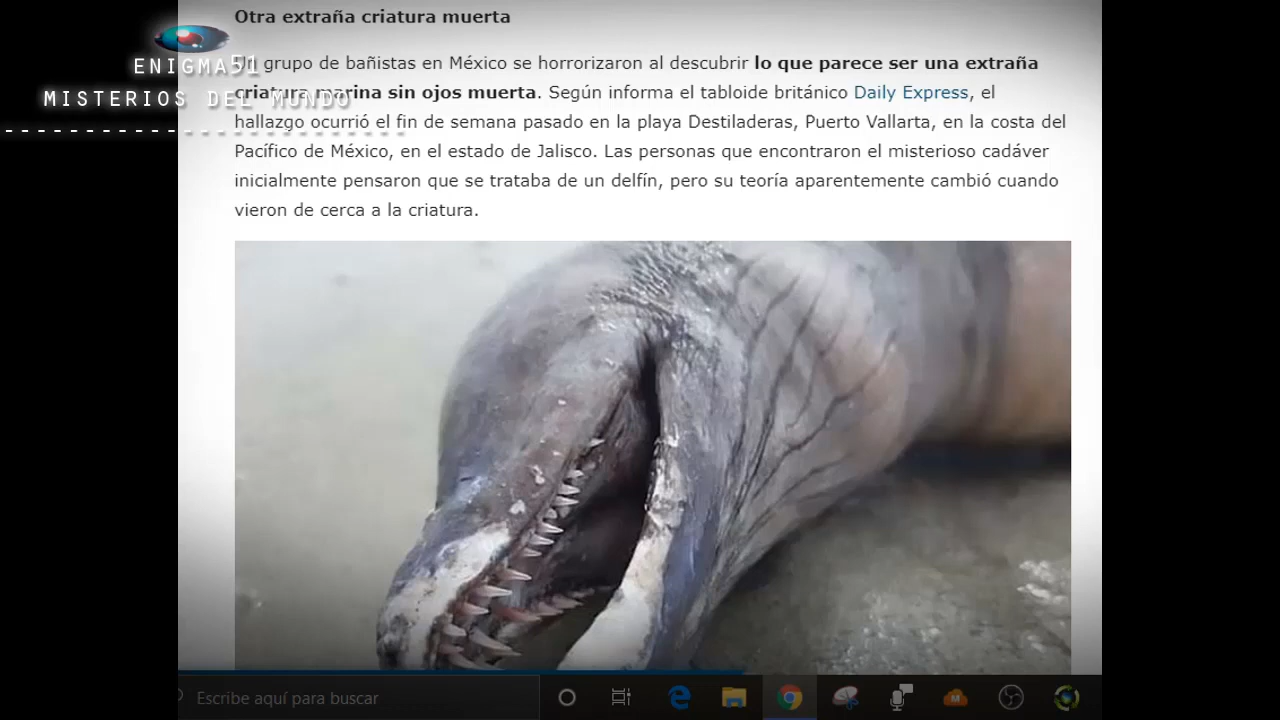 Otra extraña criatura muerta
ENIGMA51
MISTERIOS DEL MUNDO
Un grupo de bañistas en México se horrorizaron al descubrir lo que parece ser una extraña
criatura marina sin ojos muerta. Según informa el tabloide británico Daily Express, el
hallazgo ocurrió el fin de semana pasado en la playa Destiladeras, Puerto Vallarta, en la costa del
Pacífico de México, en el estado de Jalisco. Las personas que encontraron el misterioso cadáver
inicialmente pensaron que se trataba de un delfín, pero su teoría aparentemente cambió cuando
vieron de cerca a la criatura.
Escribe aquí para buscar